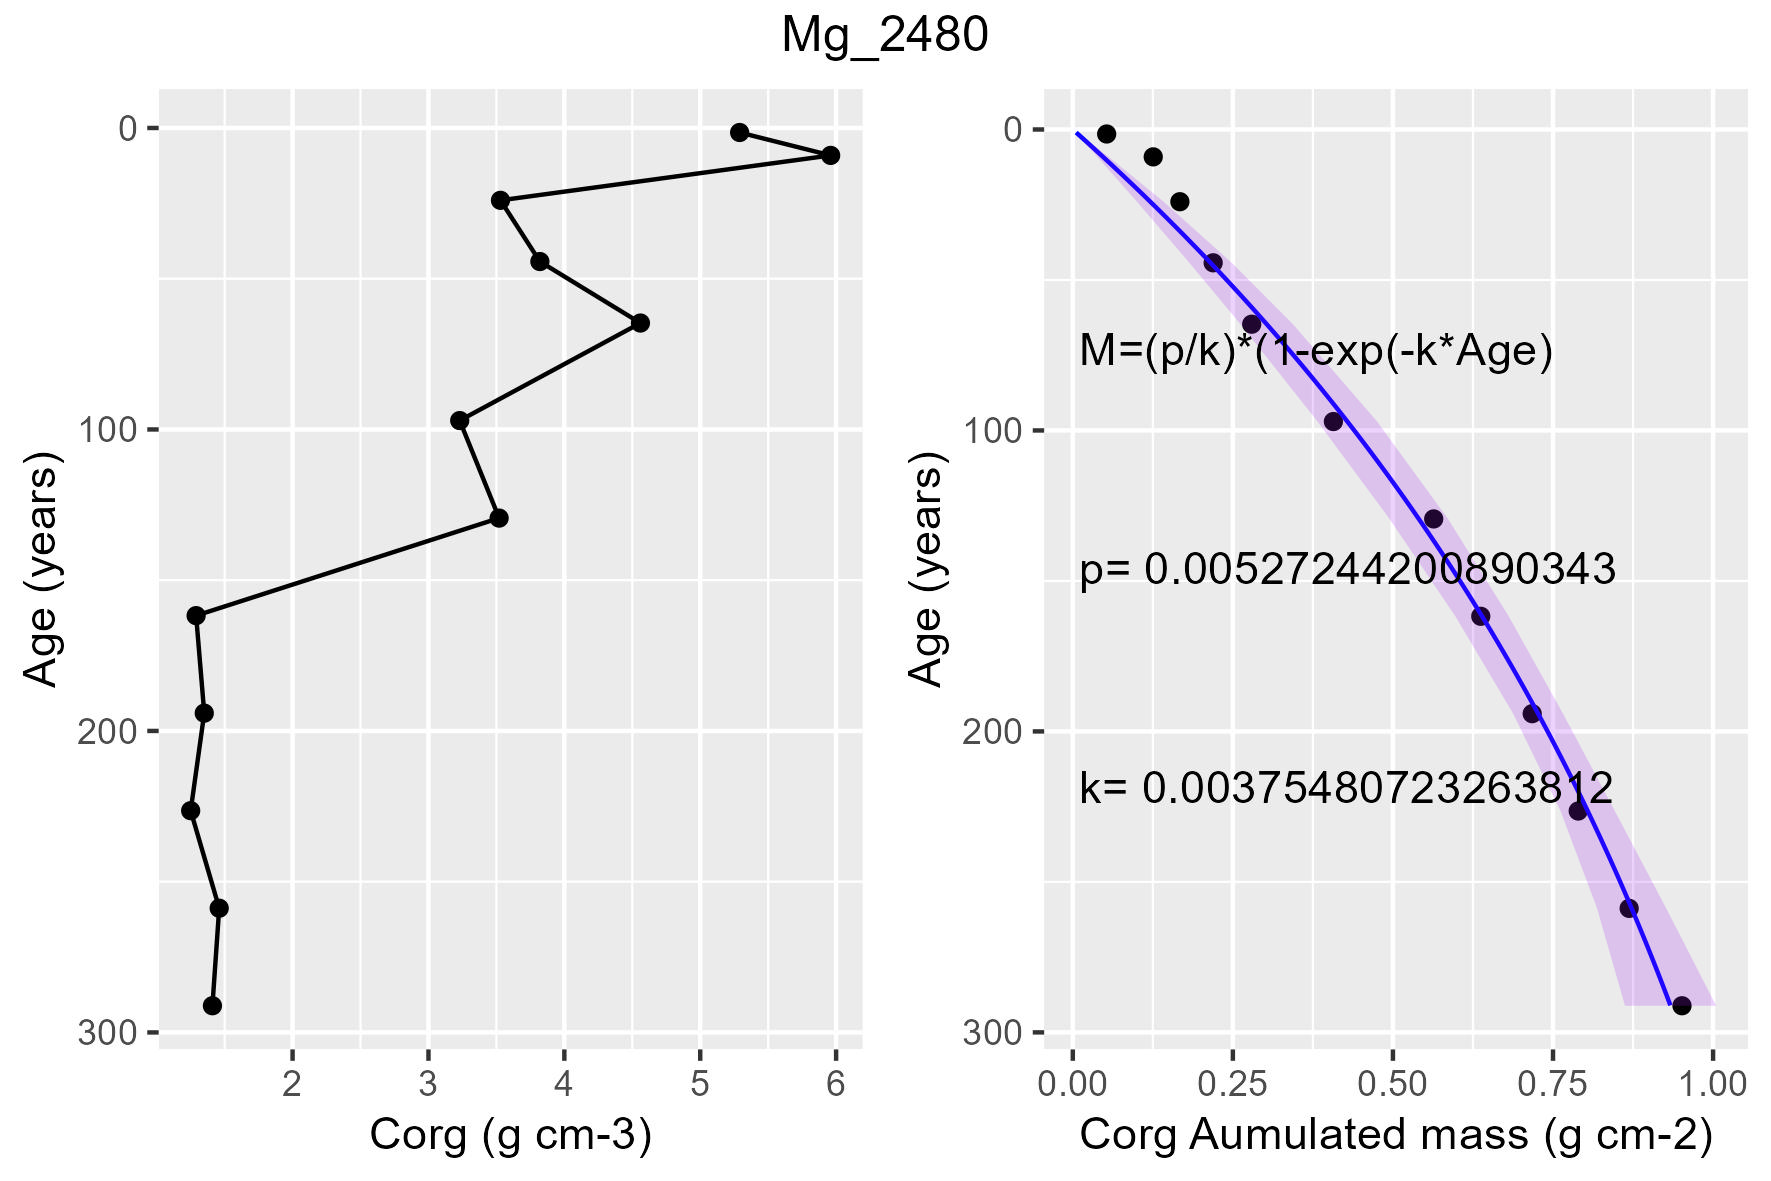 Mg_2480
0
100
200
300
Age (years)
2 3 4 5 6
Corg (g cm-3)
0
100
200
300
Age (years)
M=(p/k)*(1-exp(-k*Age)
p= 0.00527244200890343
k= 0.00375480723263812
0.00 0.25 0.50 0.75 1.00
Corg Aumulated mass (g cm-2)